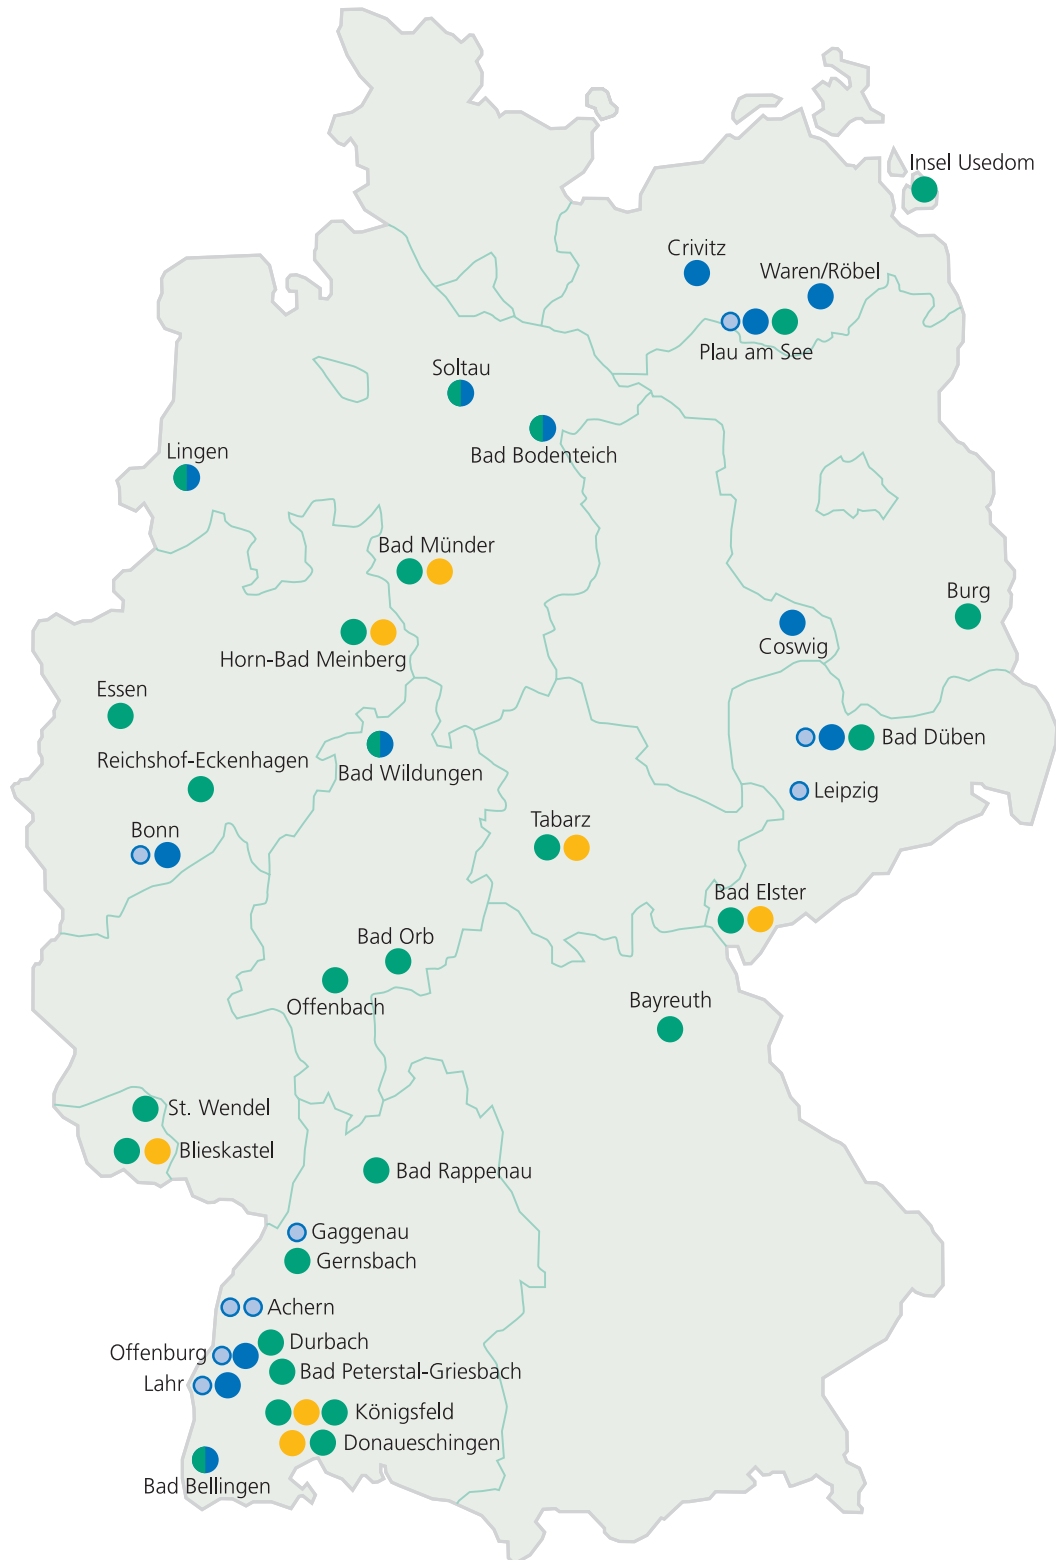 Insel Usedom
Crivitz
Waren/Röbel
Plau am See
Soltau
Bad Bodenteich
Lingen
Bad Münder
Burg
Coswig
Horn-Bad Meinberg
Essen
Bad Düben
Bad Wildungen
Reichshof-Eckenhagen
Leipzig
Tabarz
Bonn
Bad Elster
Bad Orb
Offenbach
Bayreuth
St. Wendel
Blieskastel
Bad Rappenau
Gaggenau
Gernsbach
Achern
Durbach
Offenburg
Bad Peterstal-Griesbach
Lahr
Königsfeld
Donaueschingen
Bad Bellingen